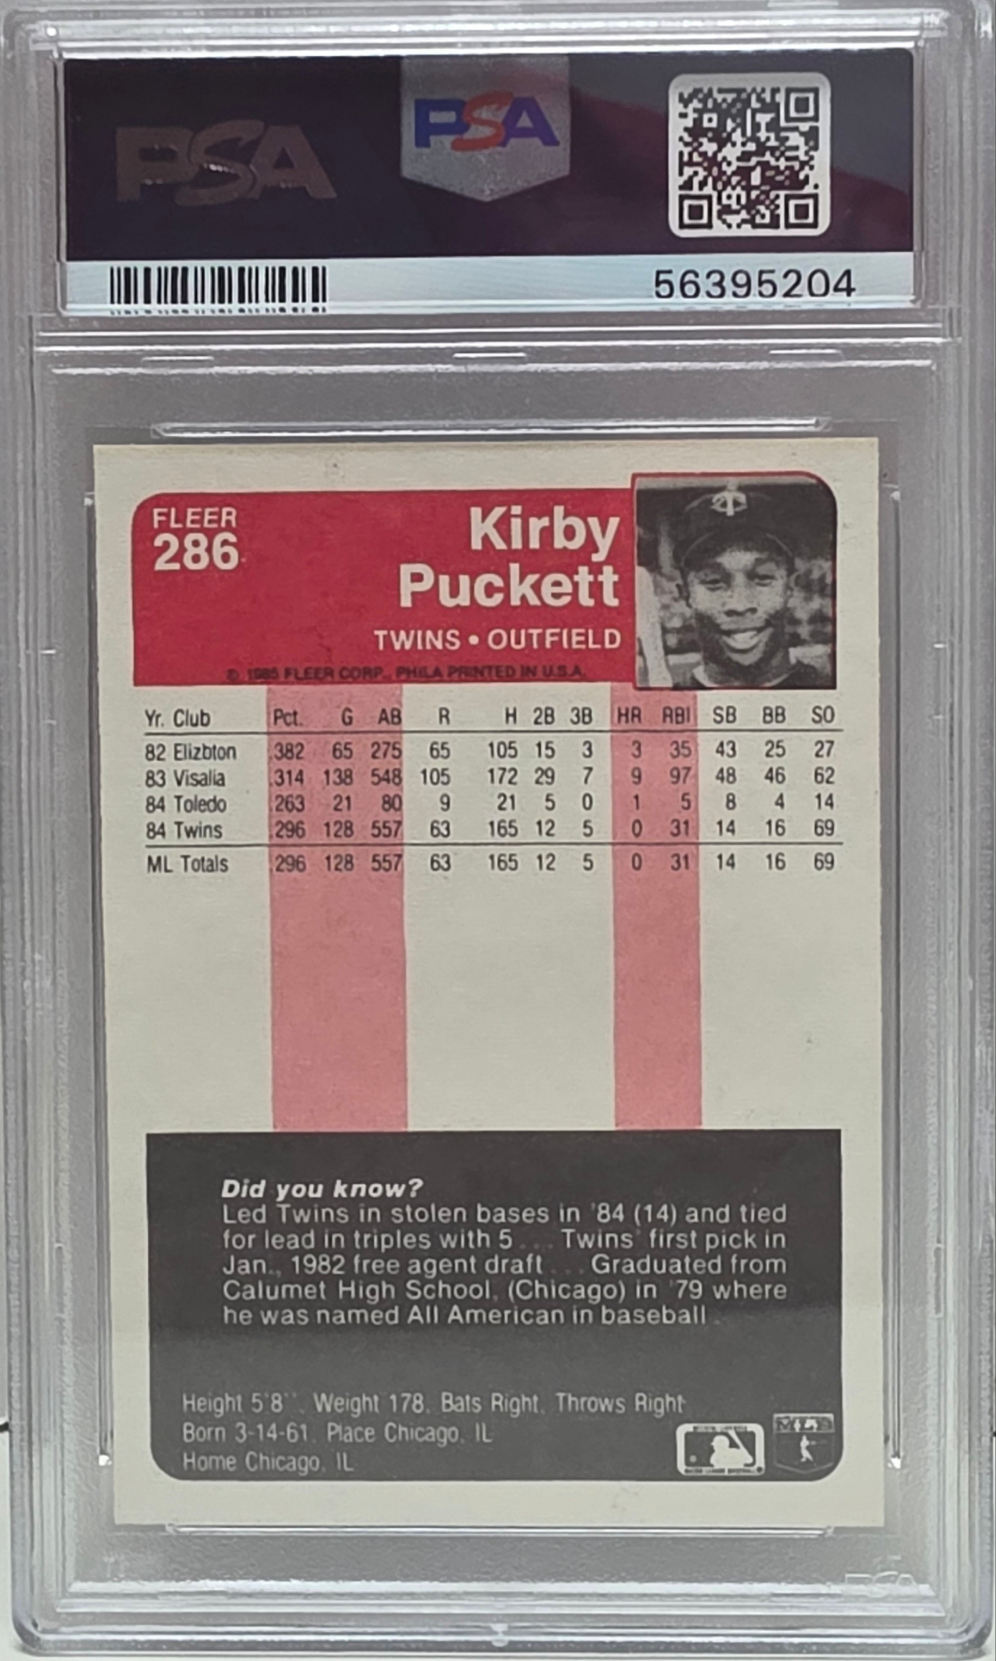 PSA
PSA
56395204
FLEER
286
Kirby
Puckett
TWINS • OUTFIELD
© 1985 FLEER CORP., PHILA PRINTED IN U.S.A.
Yr. Club Pct. G AB R H 2B 3B HR RBI SB BB SO
82 Elizbton .382 65 275 65 105 15 3 3 35 43 25 27
83 Visalia .314 138 548 105 172 29 7 9 97 48 46 62
84 Toledo .263 21 80 9 21 5 0 1 5 8 4 14
84 Twins .296 128 557 63 165 12 5 0 31 14 16 69
ML Totals .296 128 557 63 165 12 5 0 31 14 16 69
Did you know?
Led Twins in stolen bases in '84 (14) and tied
for lead in triples with 5 . . . Twins' first pick in
Jan., 1982 free agent draft . . . Graduated from
Calumet High School, (Chicago) in '79 where
he was named All American in baseball.
Height 5'8". Weight 178. Bats Right. Throws Right
Born 3-14-61. Place Chicago, IL
Home Chicago, IL
PSA